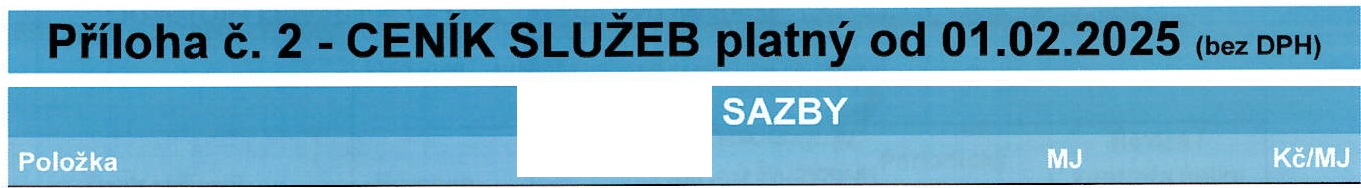 Příloha č. 2 - CENÍK SLUŽEB platný od 01.02.2025 (bez DPH)
SAZBY
Položka MJ Kč/MJ